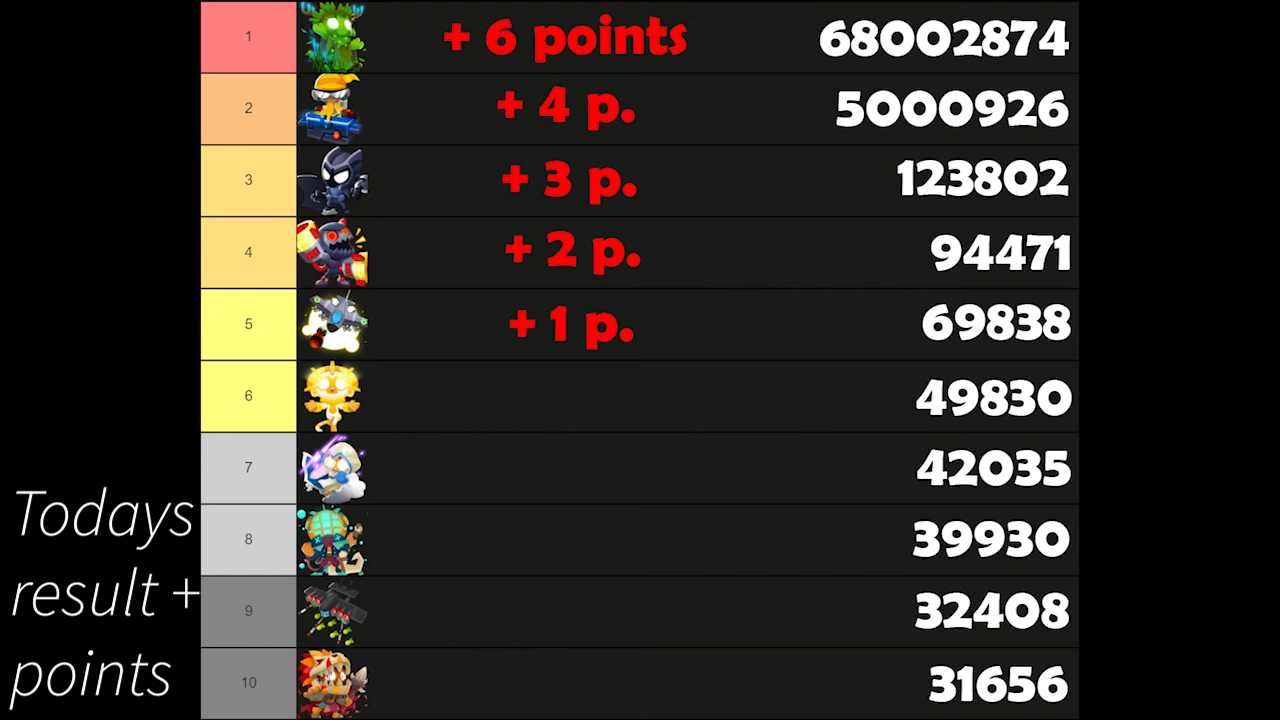 1 + 6 points 68002874
2 + 4 p. 5000926
3 + 3 p. 123802
4 + 2 p. 94471
5 + 1 p. 69838
6 49830
7 42035
8 39930
9 32408
10 31656
Todays
result +
points